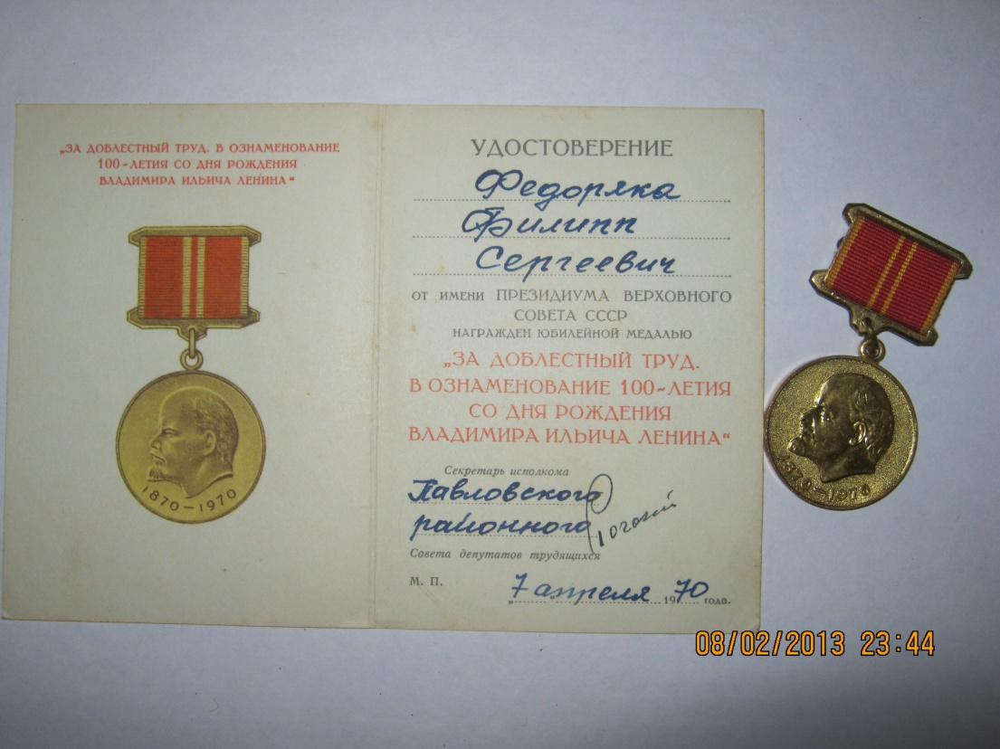 „ЗА ДОБЛЕСТНЫЙ ТРУД. В ОЗНАМЕНОВАНИЕ
100-ЛЕТИЯ СО ДНЯ РОЖДЕНИЯ
ВЛАДИМИРА ИЛЬИЧА ЛЕНИНА“
1870-1970
УДОСТОВЕРЕНИЕ
Федоряка
Филипп
Сергеевич
ОТ ИМЕНИ ПРЕЗИДИУМА ВЕРХОВНОГО
СОВЕТА СССР
НАГРАЖДЕН ЮБИЛЕЙНОЙ МЕДАЛЬЮ
„ЗА ДОБЛЕСТНЫЙ ТРУД.
В ОЗНАМЕНОВАНИЕ 100-ЛЕТИЯ
СО ДНЯ РОЖДЕНИЯ
ВЛАДИМИРА ИЛЬИЧА ЛЕНИНА“
Секретарь исполкома
Павловского
районного
Совета депутатов трудящихся
М. П.
„7 „ апреля 1970 года.
1870-1970
08/02/2013 23:44